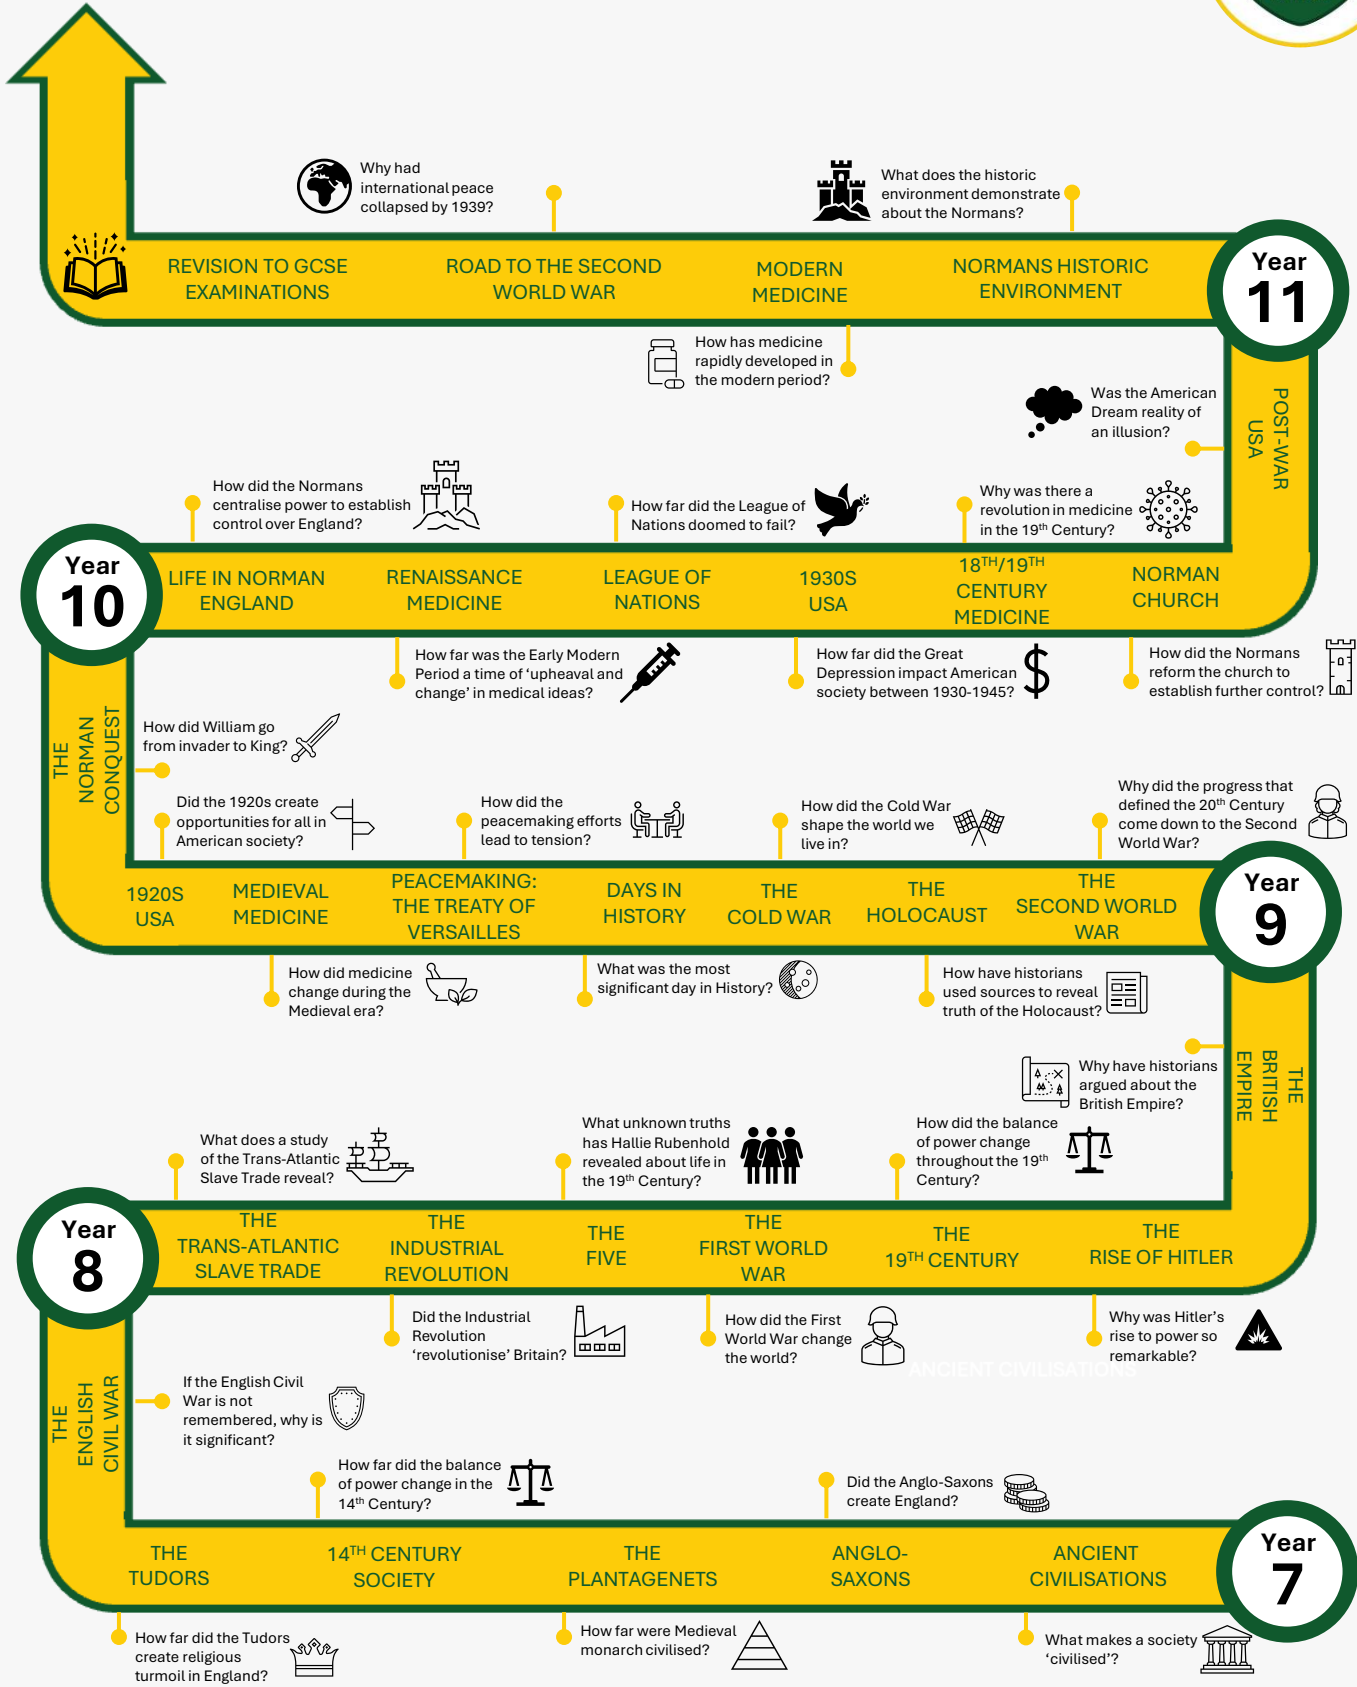 Why had
international peace
collapsed by 1939?
What does the historic
environment demonstrate
about the Normans?
REVISION TO GCSE
EXAMINATIONS
ROAD TO THE SECOND
WORLD WAR
MODERN
MEDICINE
NORMANS HISTORIC
ENVIRONMENT
Year
11
How has medicine
rapidly developed in
the modern period?
Was the American
Dream reality of
an illusion?
POST-WAR
USA
How did the Normans
centralise power to establish
control over England?
How far did the League of
Nations doomed to fail?
Why was there a
revolution in medicine
in the 19th Century?
Year
10
LIFE IN NORMAN
ENGLAND
RENAISSANCE
MEDICINE
LEAGUE OF
NATIONS
1930S
USA
18TH/19TH
CENTURY
MEDICINE
NORMAN
CHURCH
How far was the Early Modern
Period a time of ‘upheaval and
change’ in medical ideas?
How far did the Great
Depression impact American
society between 1930-1945?
How did the Normans
reform the church to
establish further control?
THE
NORMAN
CONQUEST
How did William go
from invader to King?
Did the 1920s create
opportunities for all in
American society?
How did the
peacemaking efforts
lead to tension?
How did the Cold War
shape the world we
live in?
Why did the progress that
defined the 20th Century
come down to the Second
World War?
1920S
USA
MEDIEVAL
MEDICINE
PEACEMAKING:
THE TREATY OF
VERSAILLES
DAYS IN
HISTORY
THE
COLD WAR
THE
HOLOCAUST
THE
SECOND WORLD
WAR
Year
9
How did medicine
change during the
Medieval era?
What was the most
significant day in History?
How have historians
used sources to reveal
truth of the Holocaust?
THE
BRITISH
EMPIRE
Why have historians
argued about the
British Empire?
What does a study
of the Trans-Atlantic
Slave Trade reveal?
What unknown truths
has Hallie Rubenhold
revealed about life in
the 19th Century?
How did the balance
of power change
throughout the 19th
Century?
Year
8
THE
TRANS-ATLANTIC
SLAVE TRADE
THE
INDUSTRIAL
REVOLUTION
THE
FIVE
THE
FIRST WORLD
WAR
THE
19TH CENTURY
THE
RISE OF HITLER
Did the Industrial
Revolution
‘revolutionise’ Britain?
How did the First
World War change
the world?
Why was Hitler’s
rise to power so
remarkable?
ANCIENT CIVILISATIONS
THE
ENGLISH
CIVIL WAR
If the English Civil
War is not
remembered, why is
it significant?
How far did the balance
of power change in the
14th Century?
Did the Anglo-Saxons
create England?
THE
TUDORS
14TH CENTURY
SOCIETY
THE
PLANTAGENETS
ANGLO-
SAXONS
ANCIENT
CIVILISATIONS
Year
7
How far did the Tudors
create religious
turmoil in England?
How far were Medieval
monarch civilised?
What makes a society
‘civilised’?